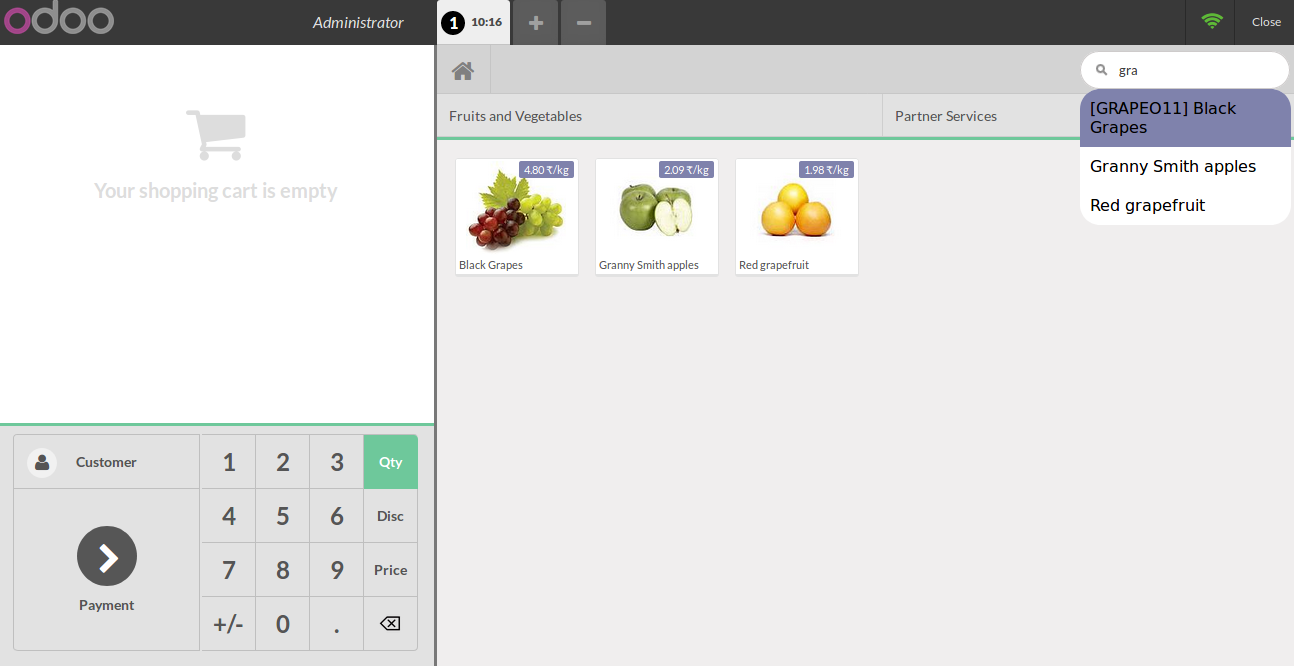 odoo
Administrator
1 10:16
Close
gra
[GRAPEO11] Black
Grapes
Granny Smith apples
Red grapefruit
Fruits and Vegetables
Partner Services
4.80 ₹/kg
2.09 ₹/kg
1.98 ₹/kg
Black Grapes
Granny Smith apples
Red grapefruit
Your shopping cart is empty
Customer
1 2 3 Qty
4 5 6 Disc
7 8 9 Price
+/- 0 .
Payment